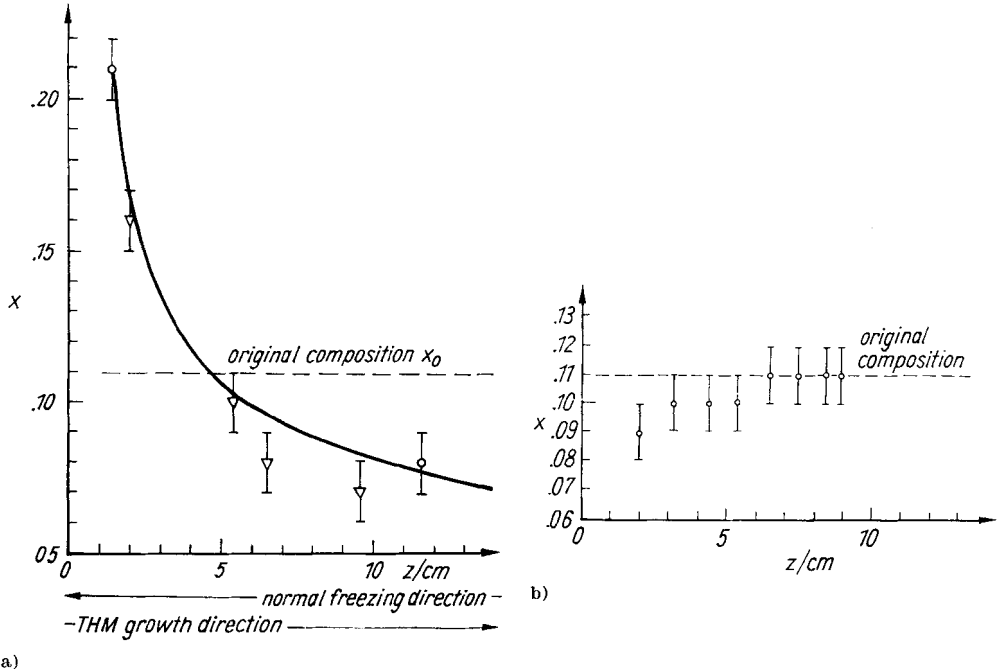 .20
.15
x
original composition x₀
.10
05
0 5 10 z/cm
normal freezing direction -
-THM growth direction
a)
.13
.12
.11
.10
.09
.08
.07
.06
x
original
composition
0 5 10
z/cm
b)